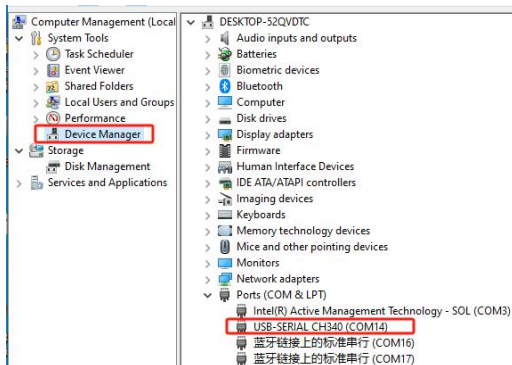 Computer Management (Local
System Tools
Task Scheduler
Event Viewer
Shared Folders
Local Users and Groups
Performance
Device Manager
Storage
Disk Management
Services and Applications
DESKTOP-52QVDTC
Audio inputs and outputs
Batteries
Biometric devices
Bluetooth
Computer
Disk drives
Display adapters
Firmware
Human Interface Devices
IDE ATA/ATAPI controllers
Imaging devices
Keyboards
Memory technology devices
Mice and other pointing devices
Monitors
Network adapters
Ports (COM & LPT)
Intel(R) Active Management Technology - SOL (COM3)
USB-SERIAL CH340 (COM14)
蓝牙链接上的标准串行 (COM16)
蓝牙链接上的标准串行 (COM17)